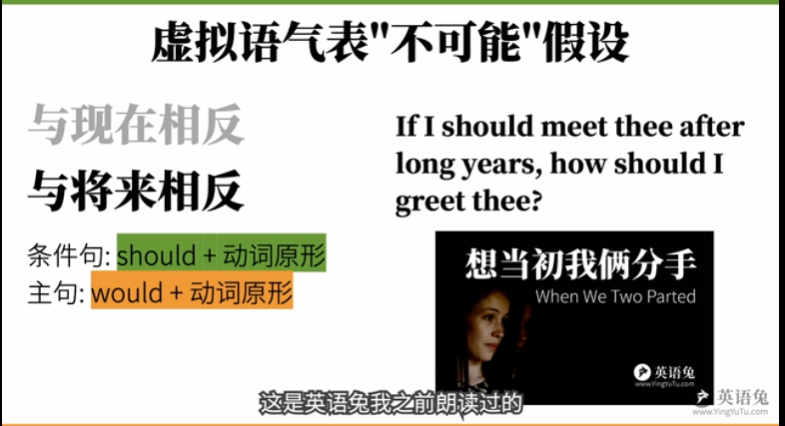 虚拟语气表"不可能"假设
与现在相反
与将来相反
条件句: should + 动词原形
主句: would + 动词原形
If I should meet thee after
long years, how should I
greet thee?
想当初我俩分手
When We Two Parted
英语兔
www.YingYuTu.com
这是英语兔我之前朗读过的
英语兔
www.YingYuTu.com